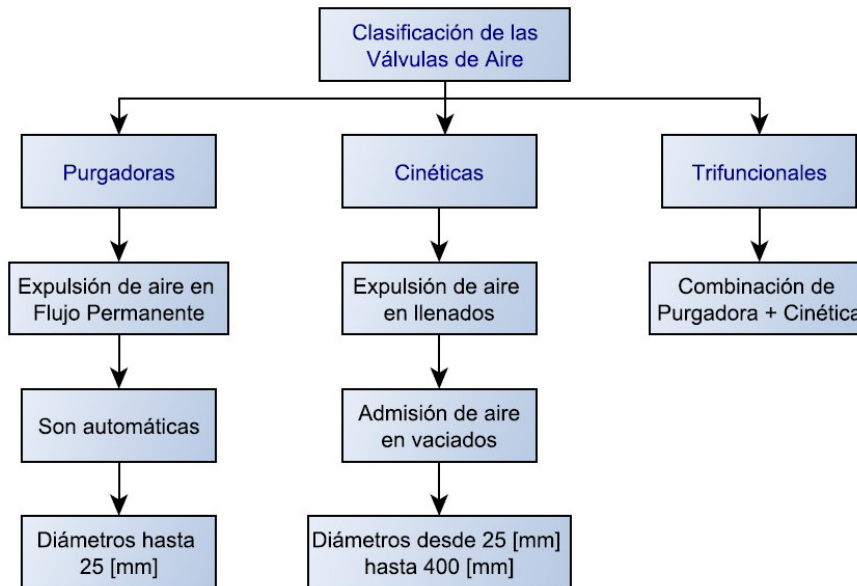 Clasificación de las
Válvulas de Aire
Purgadoras
Cinéticas
Trifuncionales
Expulsión de aire en
Flujo Permanente
Expulsión de aire
en llenados
Combinación de
Purgadora + Cinética
Son automáticas
Admisión de aire
en vaciados
Diámetros hasta
25 [mm]
Diámetros desde 25 [mm]
hasta 400 [mm]